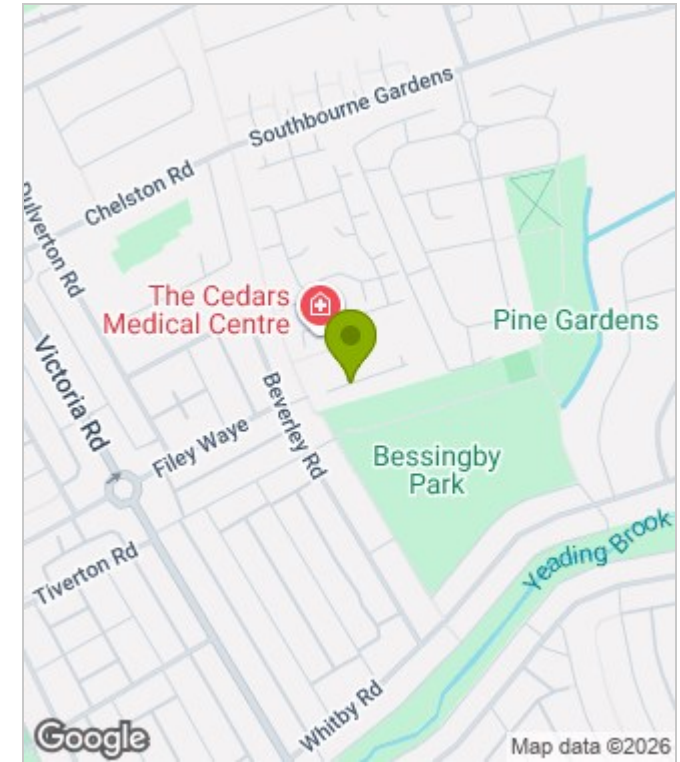 Southbourne Gardens
Chelston Rd
Dulverton Rd
The Cedars
Medical Centre
Pine Gardens
Victoria Rd
Beverley Rd
Filey Waye
Bessingby
Park
Yeading Brook
Tiverton Rd
Whitby Rd
Google
Map data ©2026